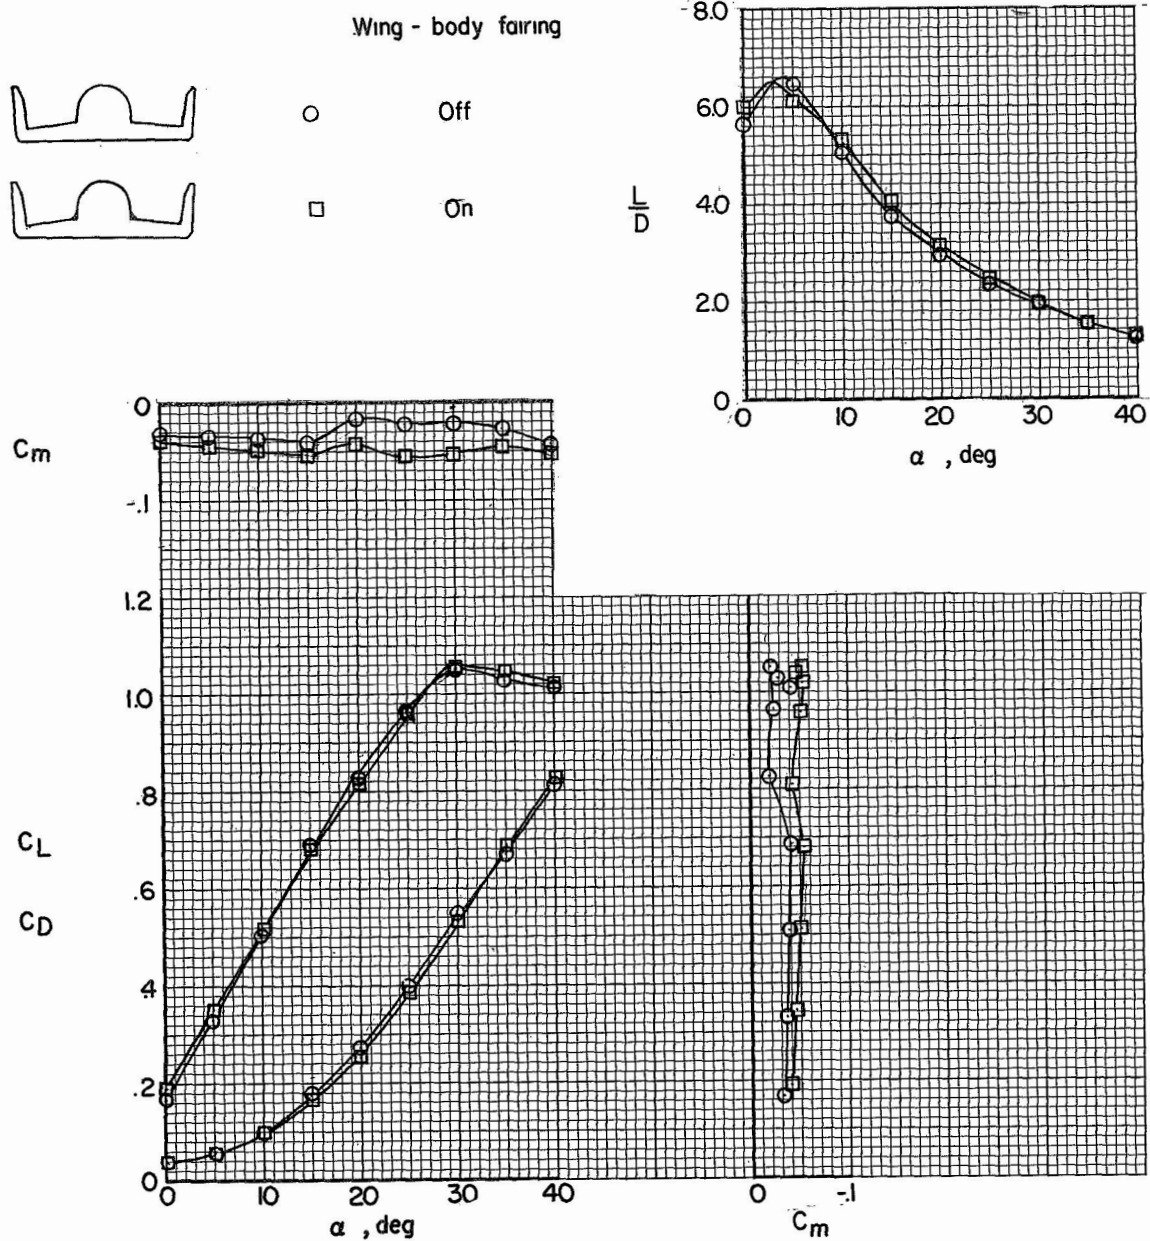 Wing - body fairing
Off
On
L
D
8.0
6.0
4.0
2.0
0
0 10 20 30 40
α , deg
Cm
0
-.1
1.2
1.0
.8
.6
.4
.2
0
CL
CD
0 10 20 30 40
α , deg
0 -.1
Cm